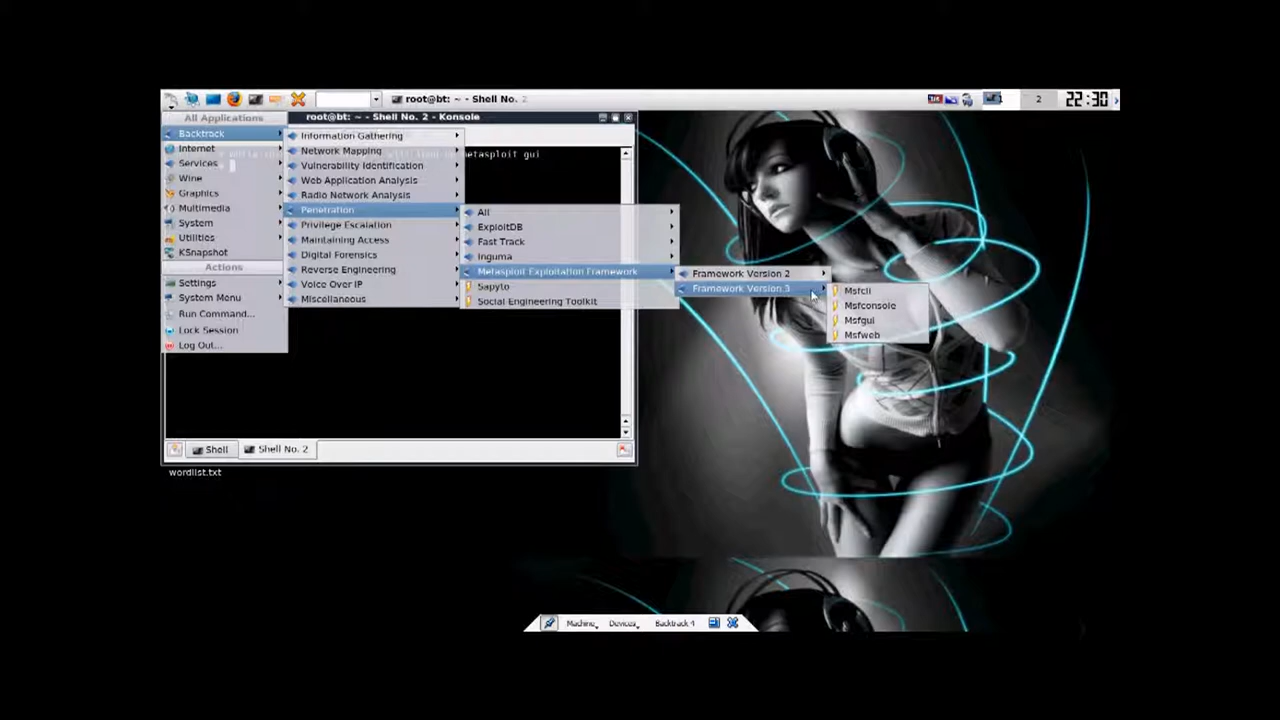 root@bt: ~ - Shell No. 2
1
2
22:30
All Applications
Backtrack
Internet
Services
Wine
Graphics
Multimedia
System
Utilities
KSnapshot
Actions
Settings
System Menu
Run Command...
Lock Session
Log Out...
root@bt: ~ - Shell No. 2 - Konsole
metasploit gui
Information Gathering
Network Mapping
Vulnerability Identification
Web Application Analysis
Radio Network Analysis
Penetration
Privilege Escalation
Maintaining Access
Digital Forensics
Reverse Engineering
Voice Over IP
Miscellaneous
All
ExploitDB
Fast Track
Inguma
Metasploit Exploitation Framework
Sapyto
Social Engineering Toolkit
Framework Version 2
Framework Version 3
Msfcli
Msfconsole
Msfgui
Msfweb
Shell
Shell No. 2
wordlist.txt
Machine
Devices
Backtrack 4